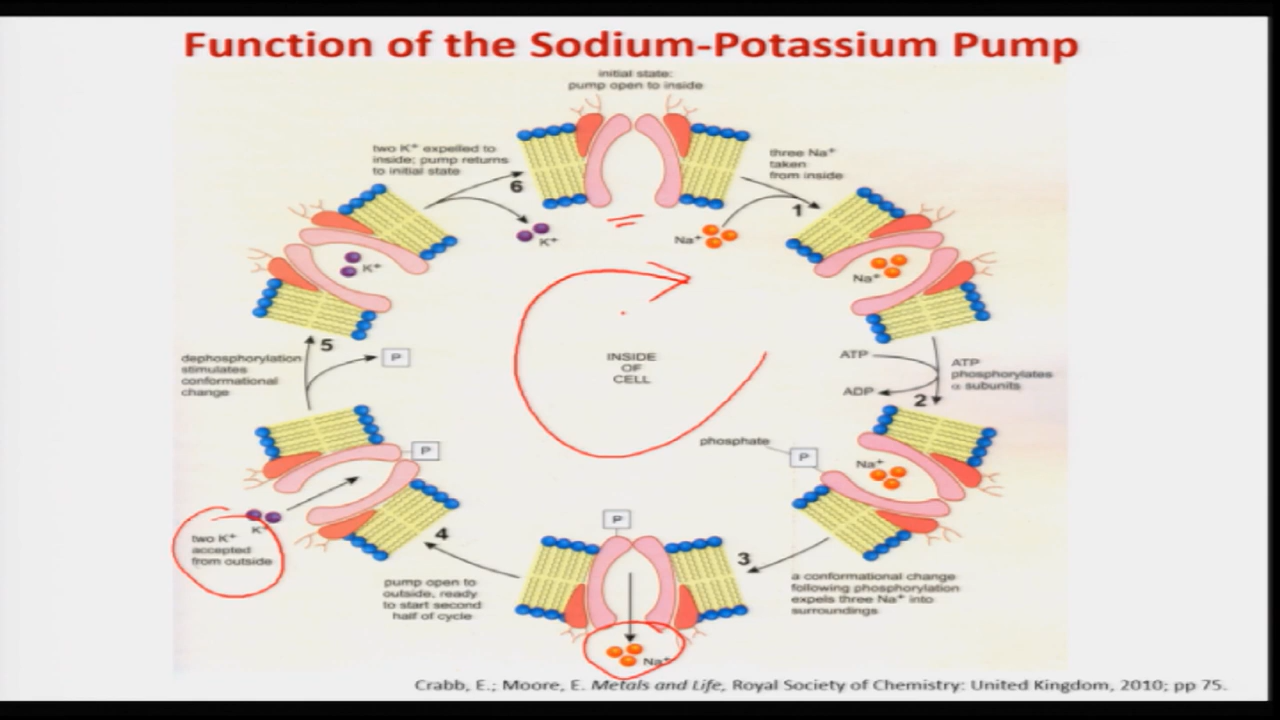 Function of the Sodium-Potassium Pump
initial state:
pump open to inside
two K⁺ expelled to
inside; pump returns
to initial state
6
K⁺
three Na⁺
taken
from inside
1
Na⁺
Na⁺
K⁺
INSIDE
OF
CELL
5
P
dephosphorylation
stimulates
conformational
change
ATP
ADP
ATP
phosphorylates
α subunits
2
phosphate
P
Na⁺
P
K⁺
two K⁺
accepted
from outside
4
P
3
pump open to
outside, ready
to start second
half of cycle
a conformational change
following phosphorylation
expels three Na⁺ into
surroundings
Na⁺
Crabb, E.; Moore, E. Metals and Life, Royal Society of Chemistry: United Kingdom, 2010; pp 75.